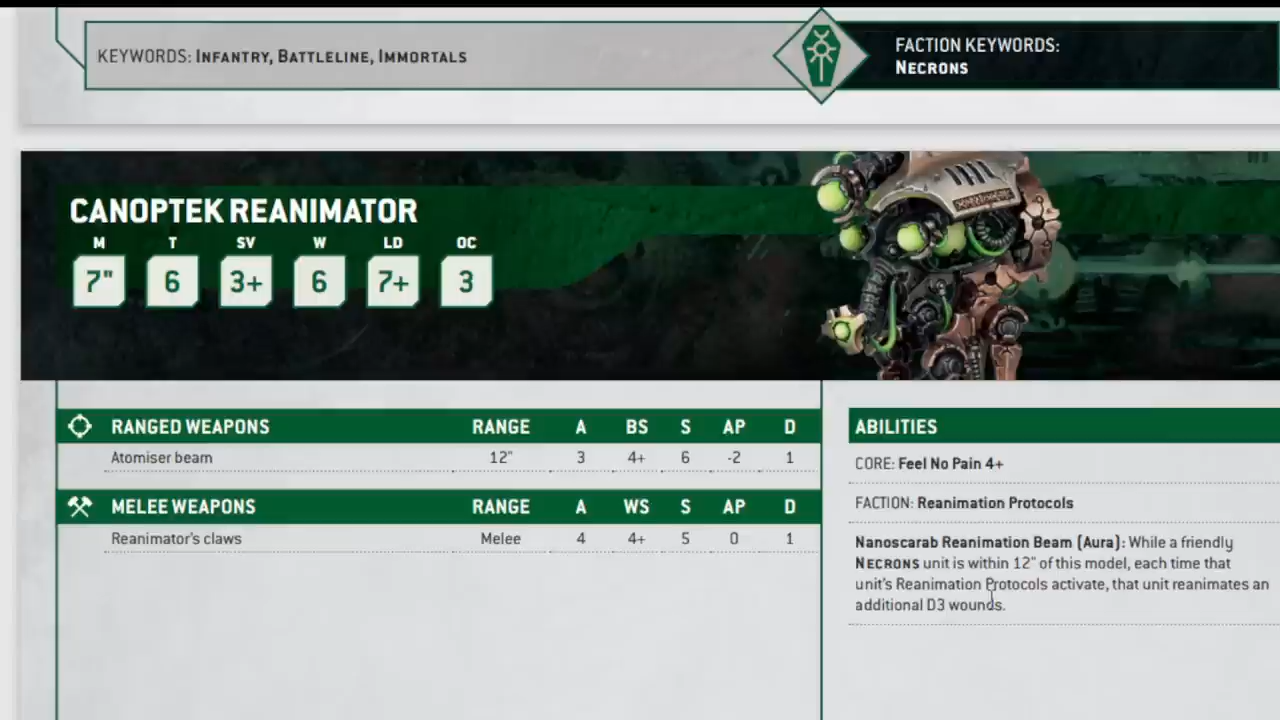 KEYWORDS: INFANTRY, BATTLELINE, IMMORTALS
FACTION KEYWORDS:
NECRONS
CANOPTEK REANIMATOR
M T SV W LD OC
7" 6 3+ 6 7+ 3
RANGED WEAPONS RANGE A BS S AP D
Atomiser beam 12" 3 4+ 6 -2 1
MELEE WEAPONS RANGE A WS S AP D
Reanimator's claws Melee 4 4+ 5 0 1
ABILITIES
CORE: Feel No Pain 4+
FACTION: Reanimation Protocols
Nanoscarab Reanimation Beam (Aura): While a friendly
NECRONS unit is within 12" of this model, each time that
unit's Reanimation Protocols activate, that unit reanimates an
additional D3 wounds.